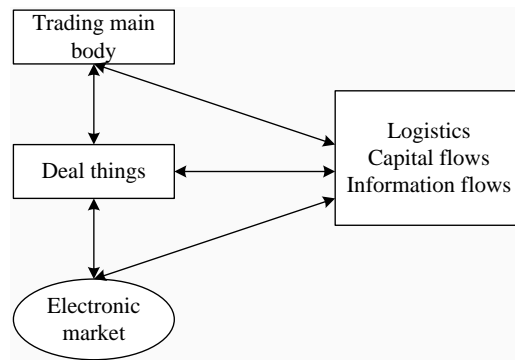 Trading main
body
Deal things
Logistics
Capital flows
Information flows
Electronic
market